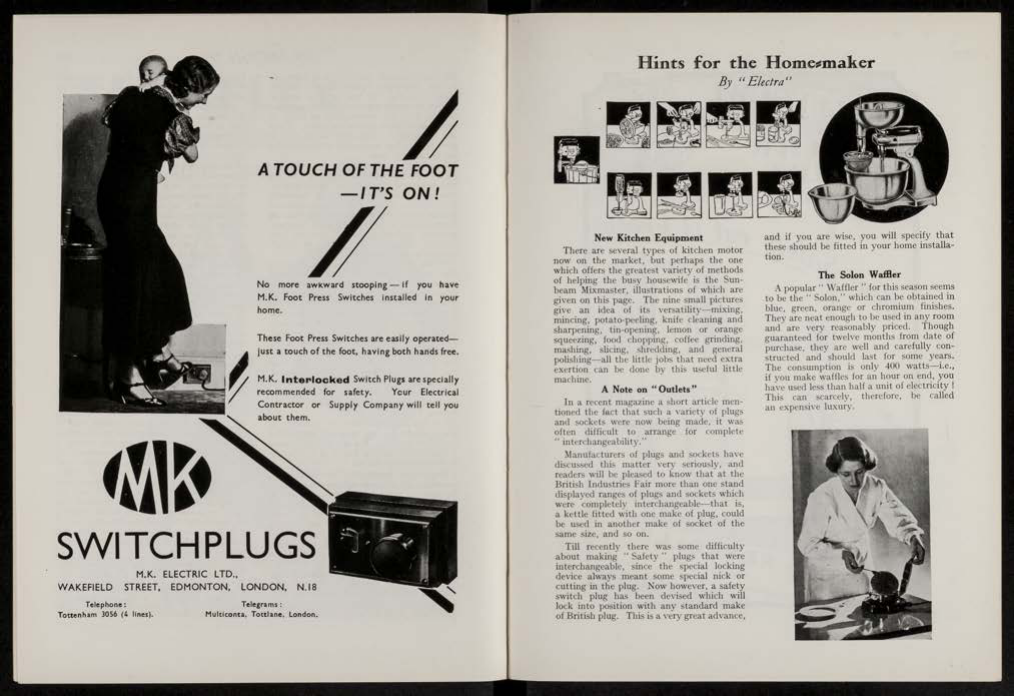 A TOUCH OF THE FOOT
—IT'S ON!
No more awkward stooping — if you have
M.K. Foot Press Switches installed in your
home.
These Foot Press Switches are easily operated—
just a touch of the foot, having both hands free.
M.K. Interlocked Switch Plugs are specially
recommended for safety. Your Electrical
Contractor or Supply Company will tell you
about them.
MK
SWITCHPLUGS
M.K. ELECTRIC LTD.,
WAKEFIELD STREET, EDMONTON, LONDON, N.18
Telephone:
Tottenham 3056 (4 lines).
Telegrams:
Multiconta, Tottlane, London.
Hints for the Home-maker
By "Electra"
New Kitchen Equipment
There are several types of kitchen motor
now on the market, but perhaps the one
which offers the greatest variety of methods
of helping the busy housewife is the Sun-
beam Mixmaster, illustrations of which are
given on this page. The nine small pictures
give an idea of its versatility—mixing,
mincing, potato-peeling, knife cleaning and
sharpening, tin-opening, lemon or orange
squeezing, food chopping, coffee grinding,
mashing, slicing, shredding, and general
polishing—all the little jobs that need extra
exertion can be done by this useful little
machine.
A Note on "Outlets"
In a recent magazine a short article men-
tioned the fact that such a variety of plugs
and sockets were now being made, it was
often difficult to arrange for complete
"interchangeability."
Manufacturers of plugs and sockets have
discussed this matter very seriously, and
readers will be pleased to know that at the
British Industries Fair more than one stand
displayed ranges of plugs and sockets which
were completely interchangeable—that is,
a kettle fitted with one make of plug, could
be used in another make of socket of the
same size, and so on.
Till recently there was some difficulty
about making "Safety" plugs that were
interchangeable, since the special locking
device always meant some special nick or
cutting in the plug. Now however, a safety
switch plug has been devised which will
lock into position with any standard make
of British plug. This is a very great advance,
and if you are wise, you will specify that
these should be fitted in your home installa-
tion.
The Solon Waffler
A popular "Waffler" for this season seems
to be the "Solon," which can be obtained in
blue, green, orange or chromium finishes.
They are neat enough to be used in any room
and are very reasonably priced. Though
guaranteed for twelve months from date of
purchase, they are well and carefully con-
structed and should last for some years.
The consumption is only 400 watts—i.e.,
if you make waffles for an hour on end, you
have used less than half a unit of electricity!
This can scarcely, therefore, be called
an expensive luxury.